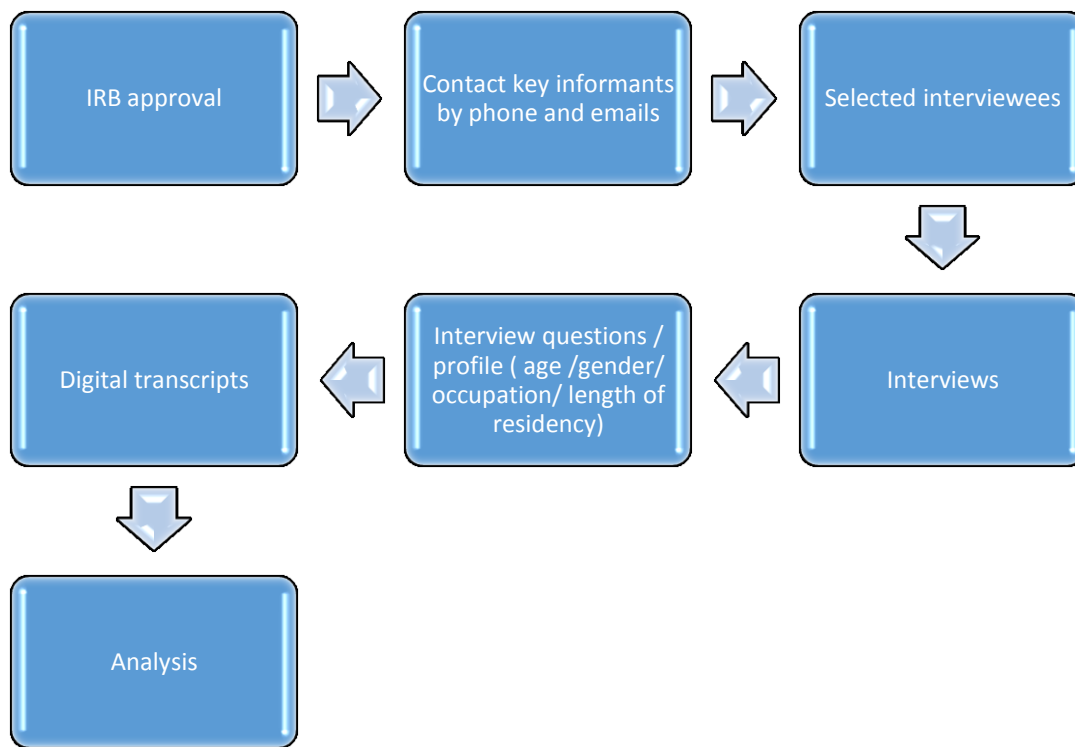 IRB approval
Contact key informants
by phone and emails
Selected interviewees
Interviews
Interview questions /
profile ( age /gender/
occupation/ length of
residency)
Digital transcripts
Analysis